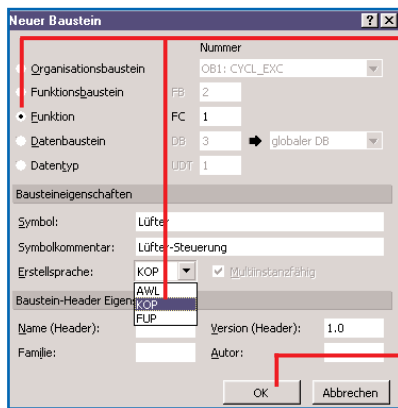 Neuer Baustein
Nummer
Organisationsbaustein OB1: CYCL_EXC
Funktionsbaustein FB 2
Funktion FC 1
Datenbaustein DB 3 globaler DB
Datentyp UDT 1
Bausteineigenschaften
Symbol: Lüfter
Symbolkommentar: Lüfter-Steuerung
Erstellsprache: KOP Multiinstanzfähig
AWL
KOP
FUP
Baustein-Header Eigen
Name (Header): Version (Header): 1.0
Familie: Autor:
OK Abbrechen